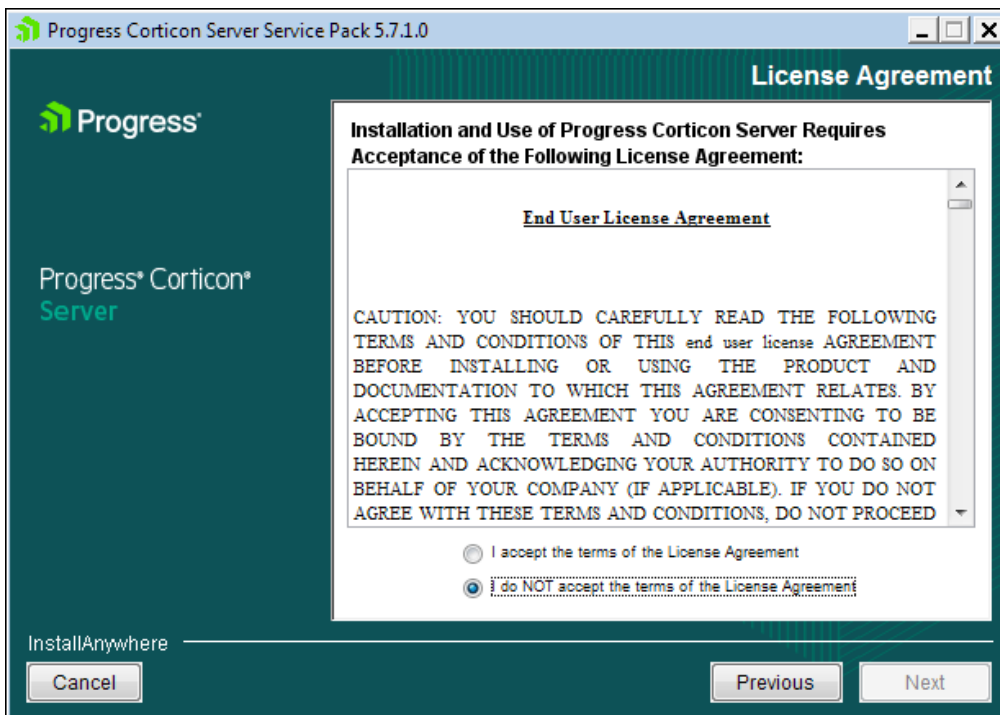 Progress Corticon Server Service Pack 5.7.1.0
License Agreement
Progress®
Installation and Use of Progress Corticon Server Requires
Acceptance of the Following License Agreement:
End User License Agreement
Progress® Corticon®
Server
CAUTION: YOU SHOULD CAREFULLY READ THE FOLLOWING
TERMS AND CONDITIONS OF THIS end user license AGREEMENT
BEFORE INSTALLING OR USING THE PRODUCT AND
DOCUMENTATION TO WHICH THIS AGREEMENT RELATES. BY
ACCEPTING THIS AGREEMENT YOU ARE CONSENTING TO BE
BOUND BY THE TERMS AND CONDITIONS CONTAINED
HEREIN AND ACKNOWLEDGING YOUR AUTHORITY TO DO SO ON
BEHALF OF YOUR COMPANY (IF APPLICABLE). IF YOU DO NOT
AGREE WITH THESE TERMS AND CONDITIONS, DO NOT PROCEED
I accept the terms of the License Agreement
I do NOT accept the terms of the License Agreement
InstallAnywhere
Cancel
Previous
Next